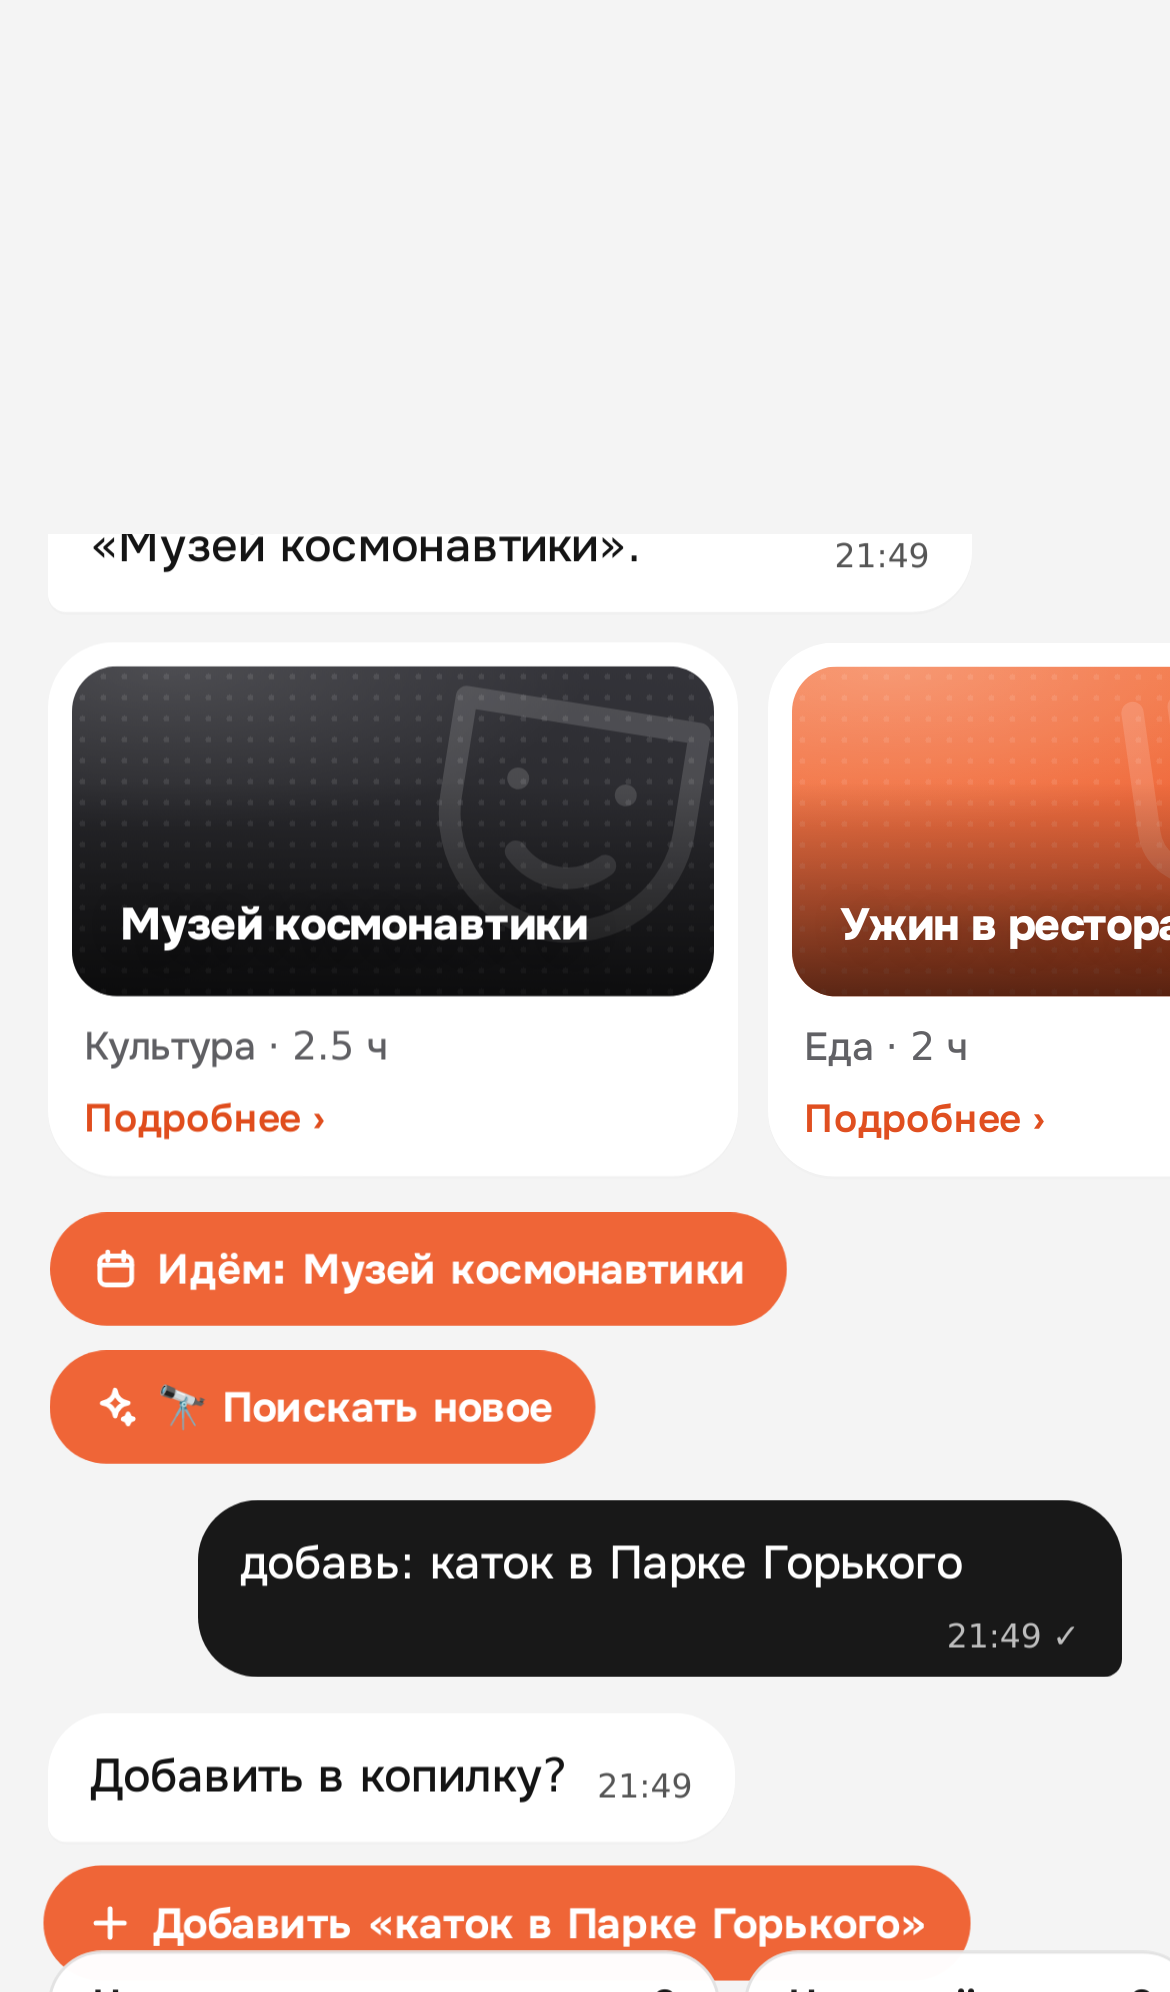 «Музей космонавтики».
21:49
Музей космонавтики
Ужин в рестора
Культура · 2.5 ч
Еда · 2 ч
Подробнее ›
Подробнее ›
Идём: Музей космонавтики
Поискать новое
добавь: каток в Парке Горького
21:49 ✓
Добавить в копилку? 21:49
Добавить «каток в Парке Горького»